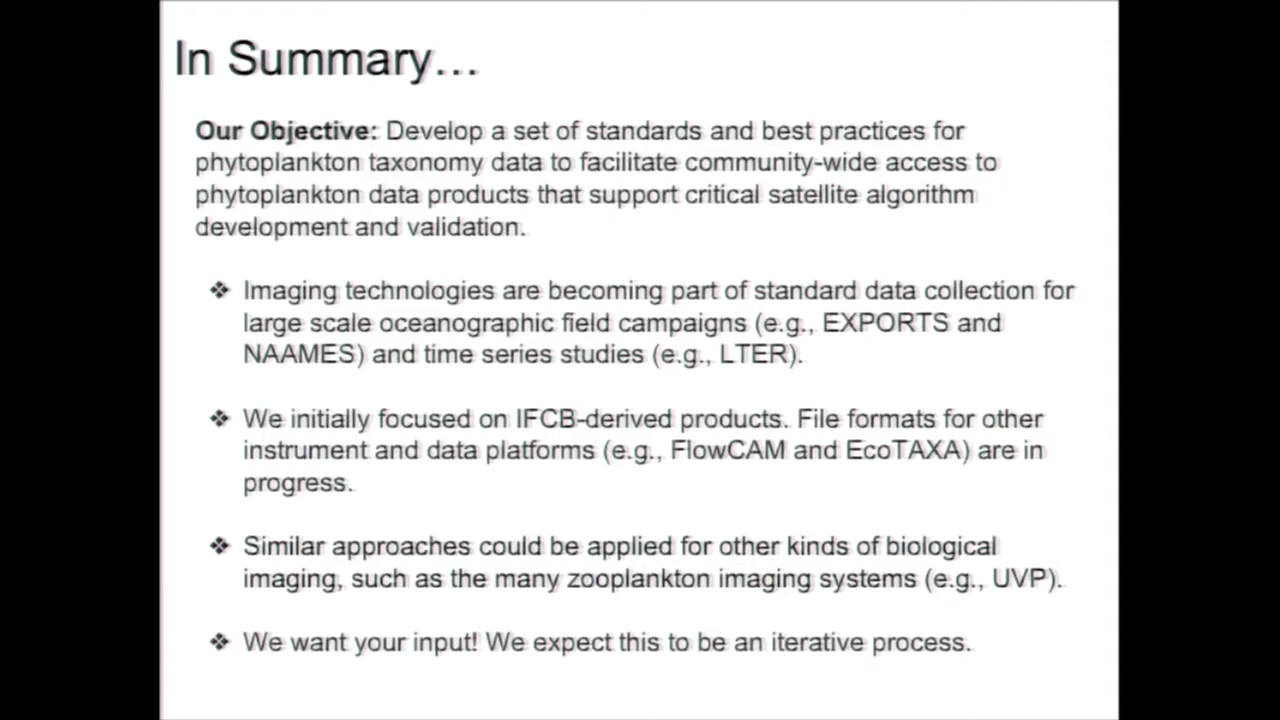 In Summary…
Our Objective: Develop a set of standards and best practices for
phytoplankton taxonomy data to facilitate community-wide access to
phytoplankton data products that support critical satellite algorithm
development and validation.
❖ Imaging technologies are becoming part of standard data collection for
large scale oceanographic field campaigns (e.g., EXPORTS and
NAAMES) and time series studies (e.g., LTER).
❖ We initially focused on IFCB-derived products. File formats for other
instrument and data platforms (e.g., FlowCAM and EcoTAXA) are in
progress.
❖ Similar approaches could be applied for other kinds of biological
imaging, such as the many zooplankton imaging systems (e.g., UVP).
❖ We want your input! We expect this to be an iterative process.